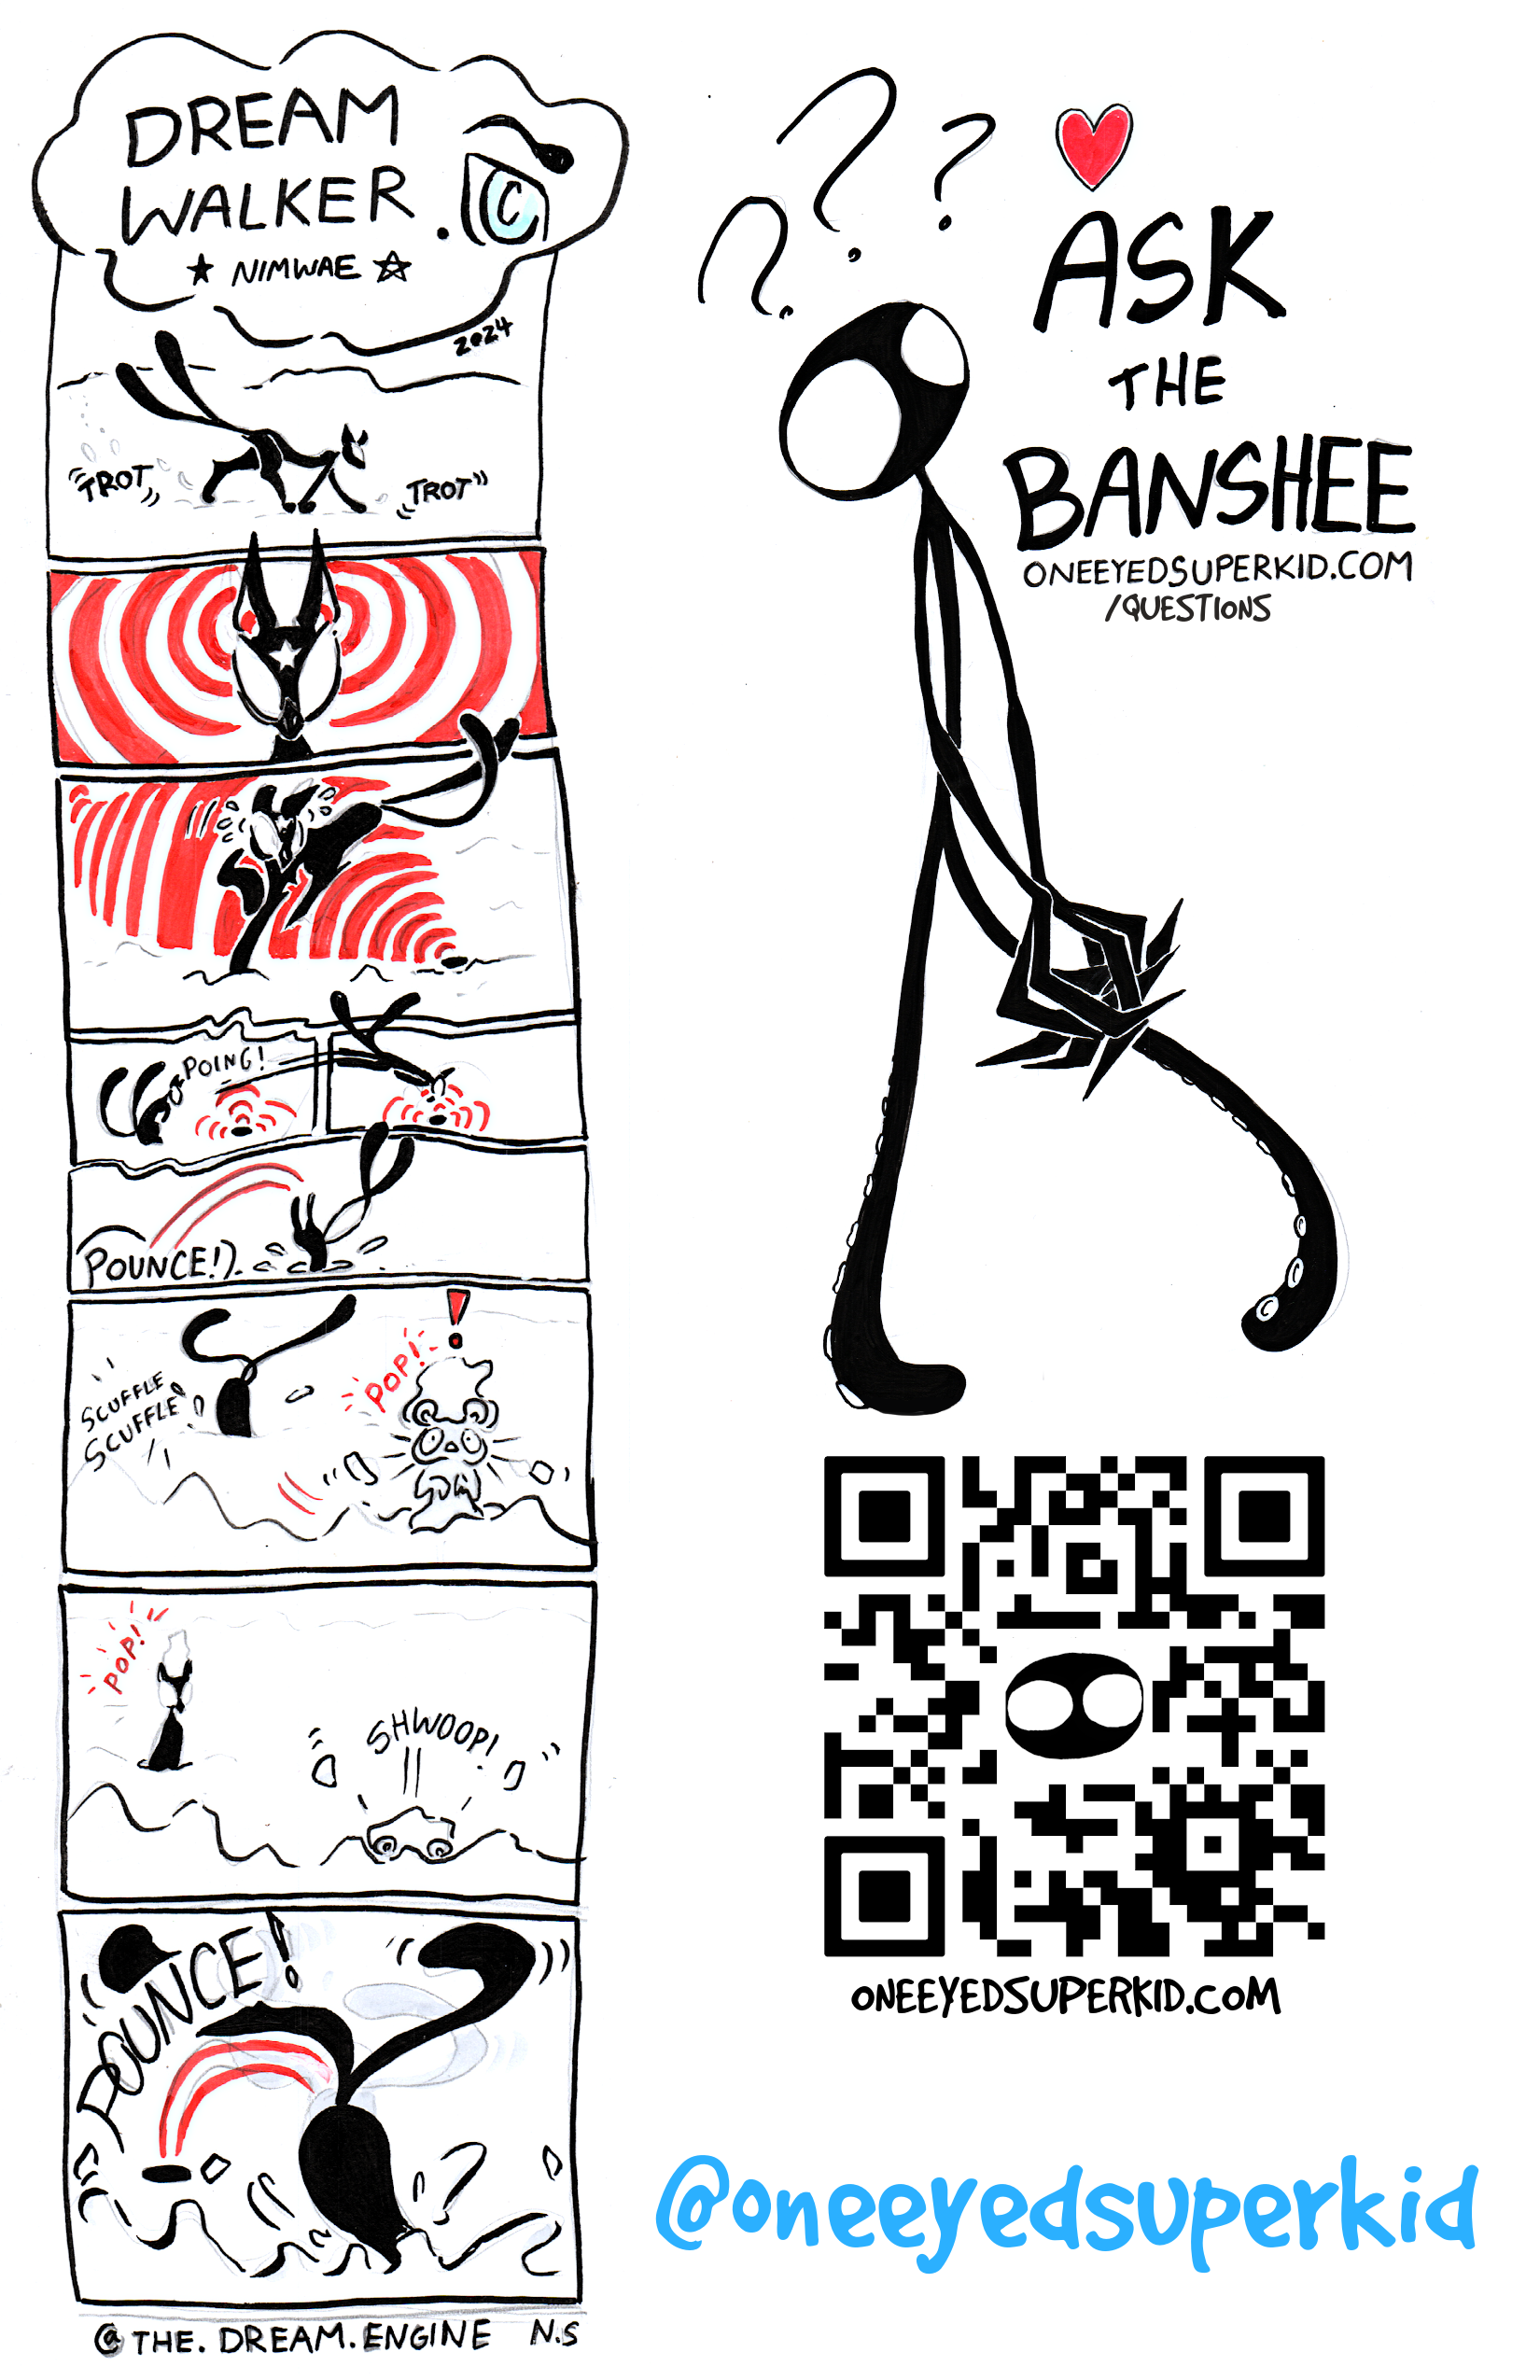 DREAM
WALKER.
C
★ NIMWAE ☆
2024
TROT
TROT
POING!
POUNCE!
SCUFFLE
SCUFFLE
POP!
!
POP!
SHWOOP!
POUNCE!
@THE.DREAM.ENGINE N.S
? ? ?
ASK
THE
BANSHEE
ONEEYEDSUPERKID.COM
/QUESTIONS
ONEEYEDSUPERKID.COM
@oneeyedsuperkid